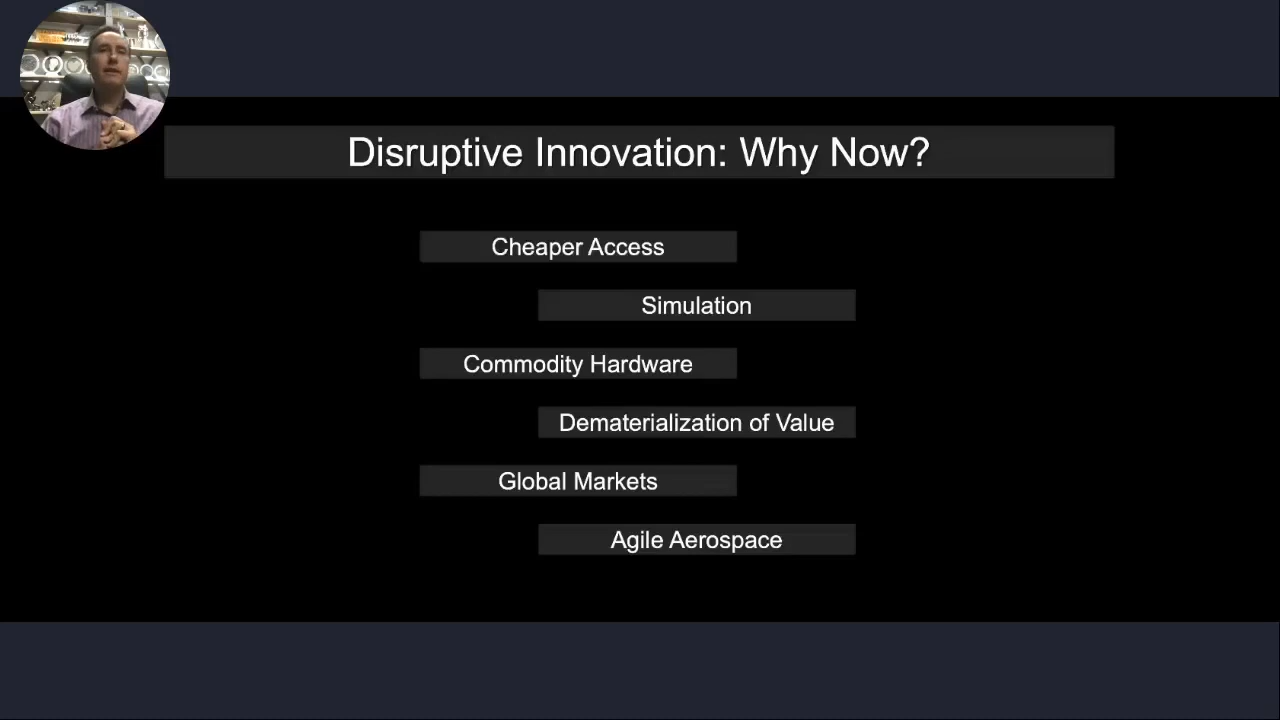 Disruptive Innovation: Why Now?
Cheaper Access
Simulation
Commodity Hardware
Dematerialization of Value
Global Markets
Agile Aerospace